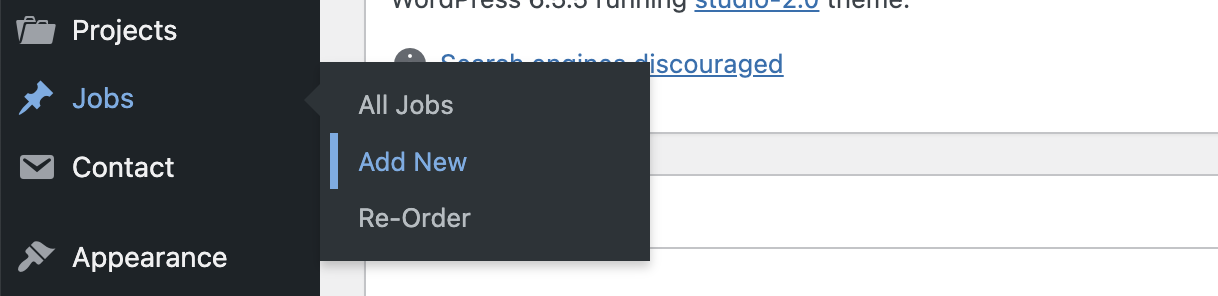 Projects
Jobs
Contact
Appearance
All Jobs
Add New
Re-Order
WordPress 6.5.5 running studio-2.0 theme.
Search engines discouraged